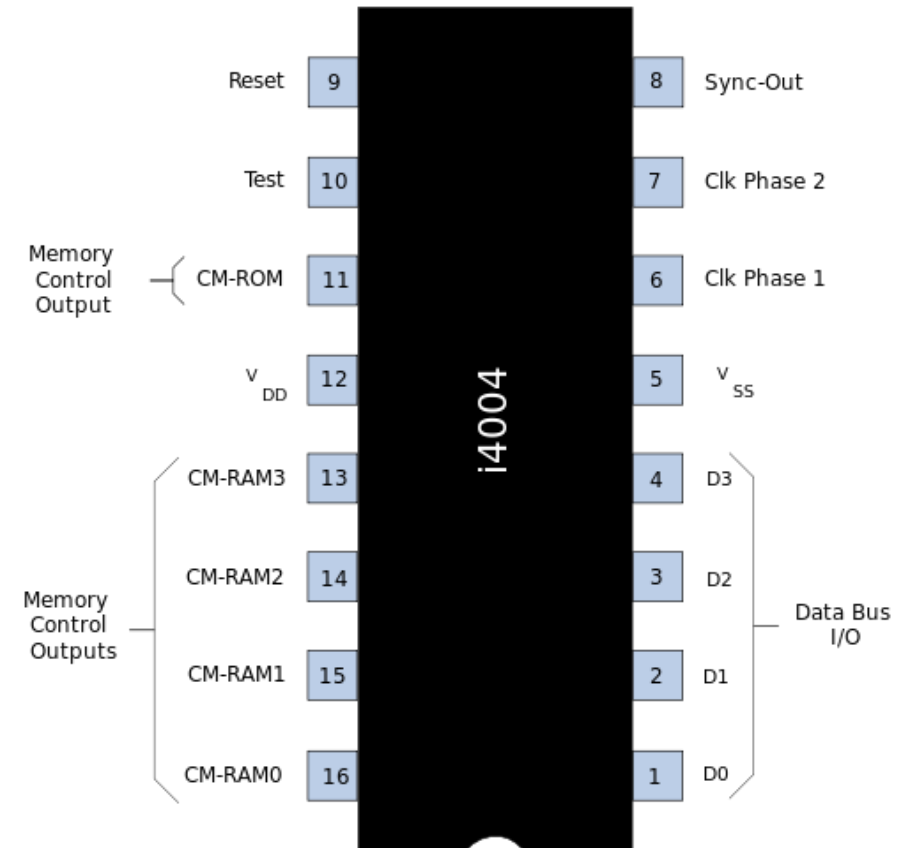 Reset
9
8
Sync-Out
Test
10
7
Clk Phase 2
Memory
Control
Output
CM-ROM
11
6
Clk Phase 1
V
DD
12
5
V
SS
i4004
CM-RAM3
13
4
D3
CM-RAM2
14
3
D2
Memory
Control
Outputs
Data Bus
I/O
CM-RAM1
15
2
D1
CM-RAM0
16
1
D0